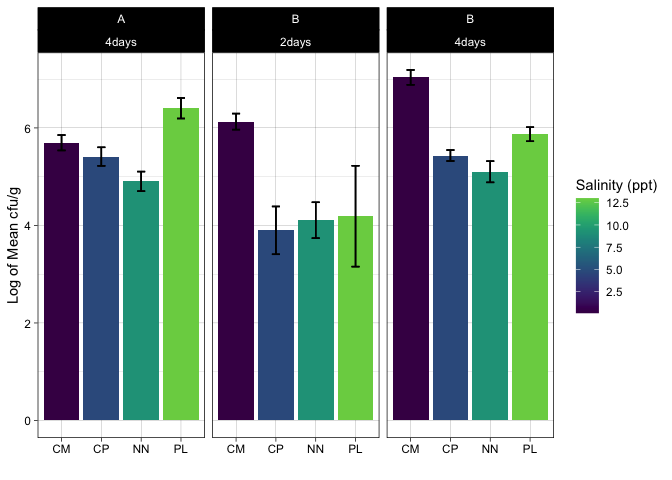 A B B
4days 2days 4days
Log of Mean cfu/g
6
4
2
0
CM CP NN PL CM CP NN PL CM CP NN PL
Salinity (ppt)
12.5
10.0
7.5
5.0
2.5